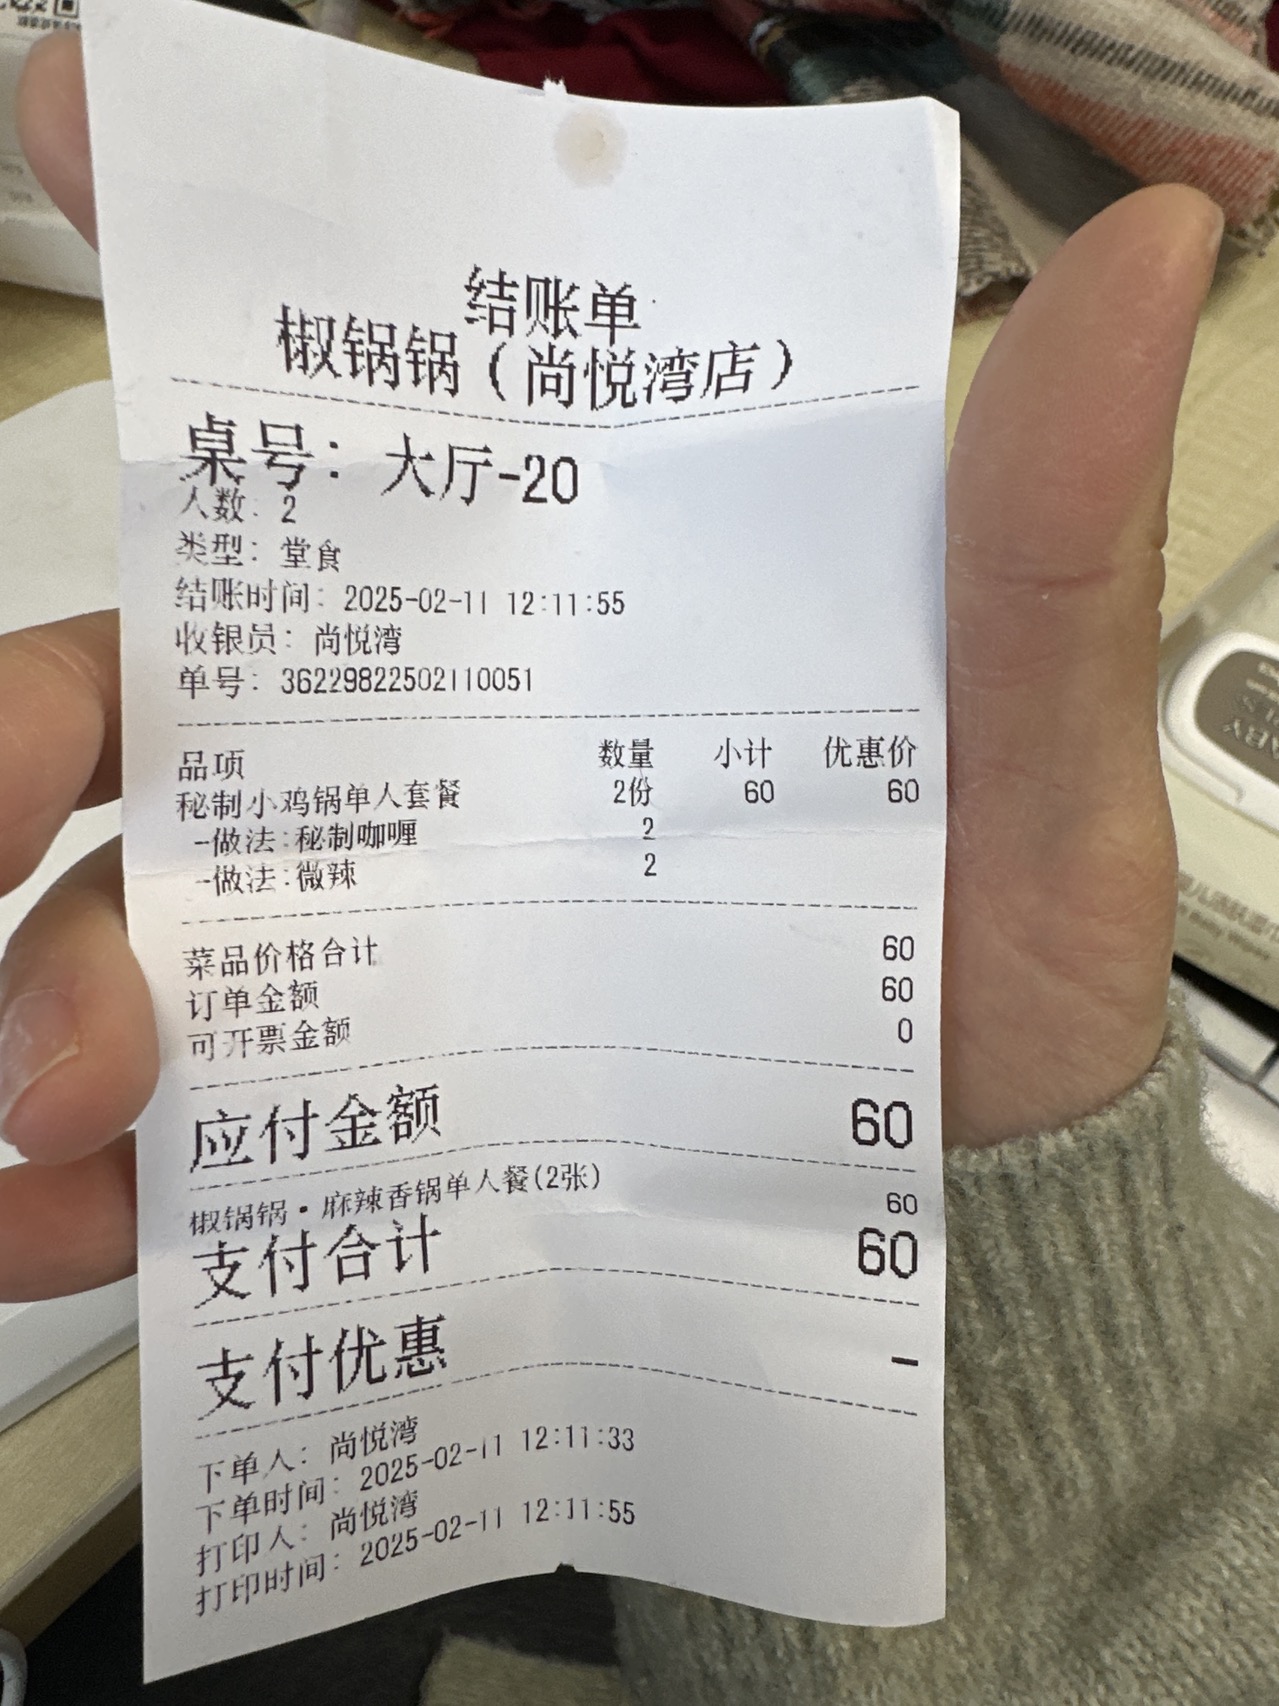 结账单
椒锅锅（尚悦湾店）
桌号：大厅-20
人数：2
类型：堂食
结账时间：2025-02-11 12:11:55
收银员：尚悦湾
单号：36229822502110051
品项 数量 小计 优惠价
秘制小鸡锅单人套餐 2份 60 60
-做法:秘制咖喱 2
-做法:微辣 2
菜品价格合计 60
订单金额 60
可开票金额 0
应付金额 60
椒锅锅•麻辣香锅单人餐(2张) 60
支付合计 60
支付优惠 -
下单人：尚悦湾
下单时间：2025-02-11 12:11:33
打印人：尚悦湾
打印时间：2025-02-11 12:11:55